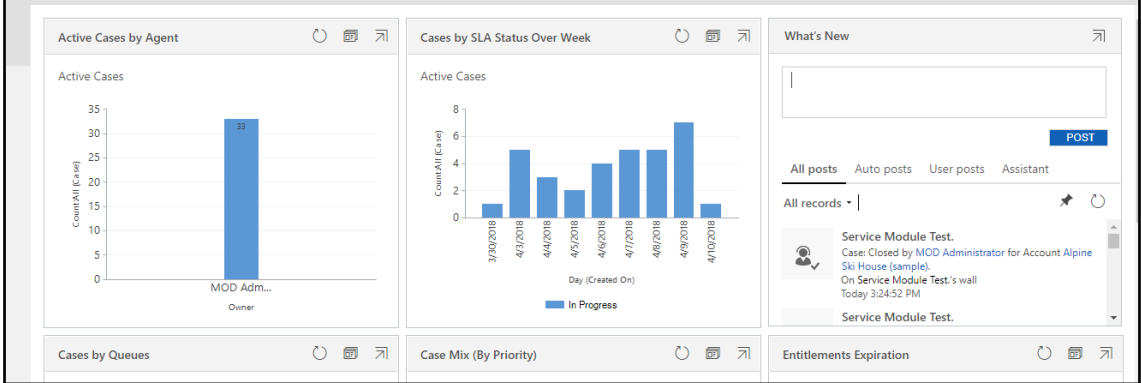 Active Cases by Agent
Active Cases
35
30
25
20
15
10
5
0
CountAll (Case)
33
MOD Adm...
Owner
Cases by SLA Status Over Week
Active Cases
8
6
4
2
0
CountAll (Case)
3/30/2018
4/3/2018
4/4/2018
4/5/2018
4/6/2018
4/7/2018
4/8/2018
4/9/2018
4/10/2018
Day (Created On)
In Progress
What's New
POST
All posts Auto posts User posts Assistant
All records
Service Module Test.
Case: Closed by MOD Administrator for Account Alpine
Ski House (sample).
On Service Module Test.'s wall
Today 3:24:52 PM
Service Module Test.
Cases by Queues
Case Mix (By Priority)
Entitlements Expiration